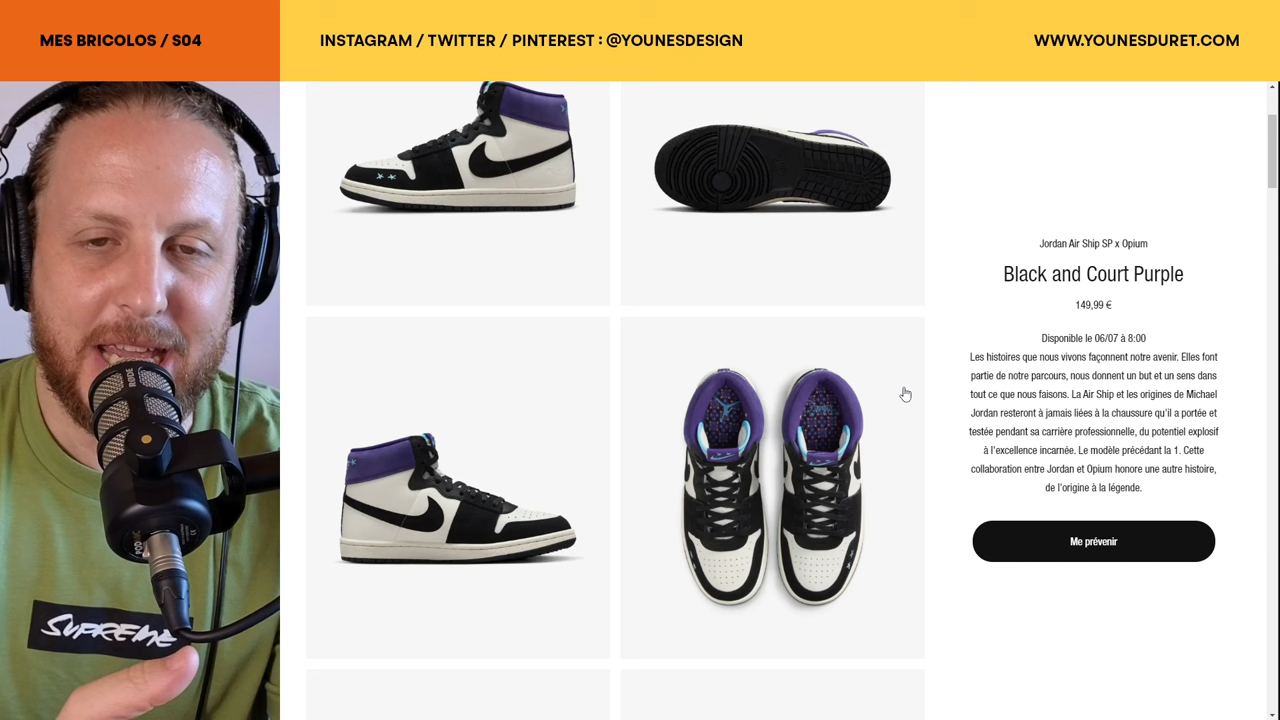 MES BRICOLOS / S04
INSTAGRAM / TWITTER / PINTEREST : @YOUNESDESIGN
WWW.YOUNESDURET.COM
Jordan Air Ship SP x Opium
Black and Court Purple
149,99 €
Disponible le 06/07 à 8:00
Les histoires que nous vivons façonnent notre avenir. Elles font
partie de notre parcours, nous donnent un but et un sens dans
tout ce que nous faisons. La Air Ship et les origines de Michael
Jordan resteront à jamais liées à la chaussure qu'il a portée et
testée pendant sa carrière professionnelle, du potentiel explosif
à l'excellence incarnée. Le modèle précédant la 1. Cette
collaboration entre Jordan et Opium honore une autre histoire,
de l'origine à la légende.
Me prévenir
RØDE
SUPREME